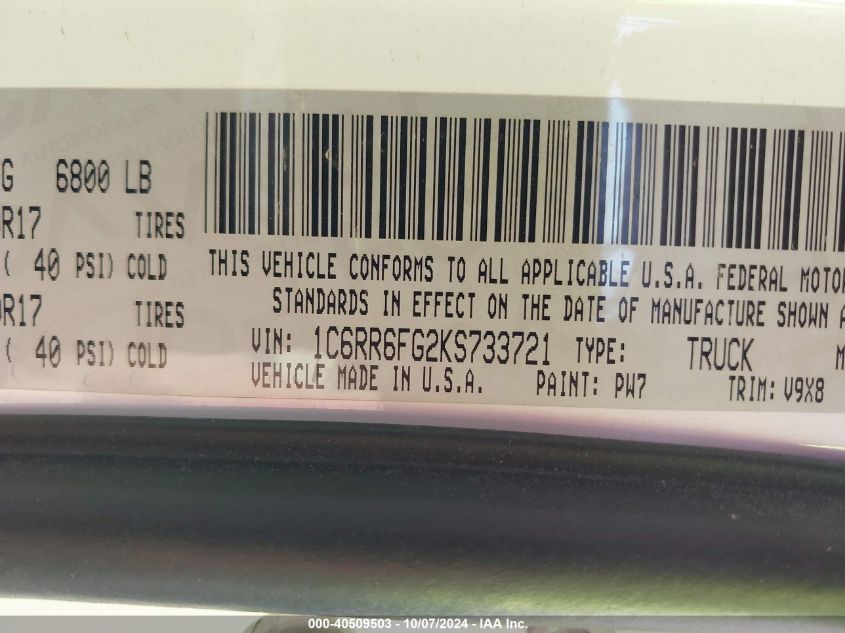 G 6800 LB
R17 TIRES
( 40 PSI) COLD
THIS VEHICLE CONFORMS TO ALL APPLICABLE U.S.A. FEDERAL MOTOR
R17 TIRES
STANDARDS IN EFFECT ON THE DATE OF MANUFACTURE SHOWN A
( 40 PSI) COLD
VIN: 1C6RR6FG2KS733721 TYPE: TRUCK M
VEHICLE MADE IN U.S.A. PAINT: PW7 TRIM: V9X8
000-40509503 - 10/07/2024 - IAA Inc.